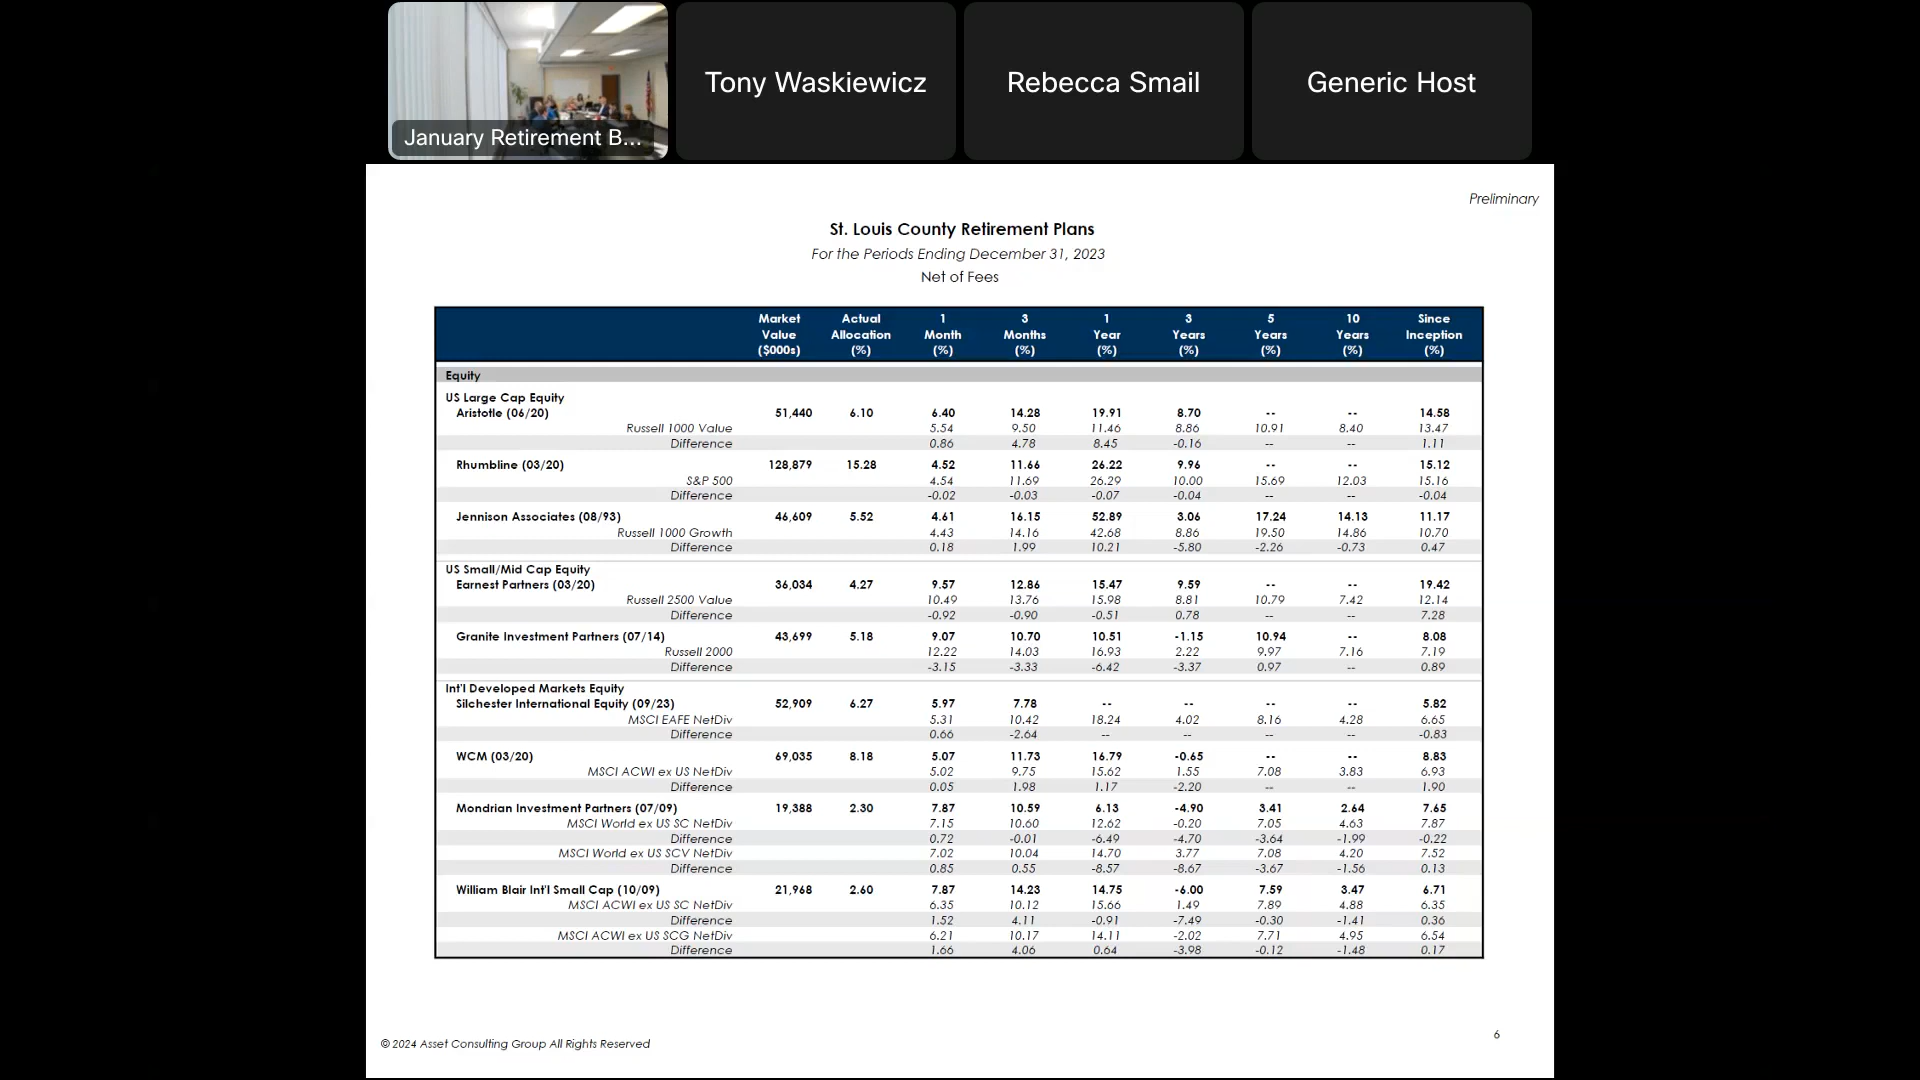 January Retirement B...
Tony Waskiewicz
Rebecca Smail
Generic Host
Preliminary
St. Louis County Retirement Plans
For the Periods Ending December 31, 2023
Net of Fees
Market Value ($000s) Actual Allocation (%) 1 Month (%) 3 Months (%) 1 Year (%) 3 Years (%) 5 Years (%) 10 Years (%) Since Inception (%)
Equity
US Large Cap Equity
Aristotle (06/20) 51,440 6.10 6.40 14.28 19.91 8.70 -- -- 14.58
Russell 1000 Value 5.54 9.50 11.46 8.86 10.91 8.40 13.47
Difference 0.86 4.78 8.45 -0.16 -- -- 1.11
Rhumbline (03/20) 128,879 15.28 4.52 11.66 26.22 9.96 -- -- 15.12
S&P 500 4.54 11.69 26.29 10.00 15.69 12.03 15.16
Difference -0.02 -0.03 -0.07 -0.04 -- -- -0.04
Jennison Associates (08/93) 46,609 5.52 4.61 16.15 52.89 3.06 17.24 14.13 11.17
Russell 1000 Growth 4.43 14.16 42.68 8.86 19.50 14.86 10.70
Difference 0.18 1.99 10.21 -5.80 -2.26 -0.73 0.47
US Small/Mid Cap Equity
Earnest Partners (03/20) 36,034 4.27 9.57 12.86 15.47 9.59 -- -- 19.42
Russell 2500 Value 10.49 13.76 15.98 8.81 10.79 7.42 12.14
Difference -0.92 -0.90 -0.51 0.78 -- -- 7.28
Granite Investment Partners (07/14) 43,699 5.18 9.07 10.70 10.51 -1.15 10.94 -- 8.08
Russell 2000 12.22 14.03 16.93 2.22 9.97 7.16 7.19
Difference -3.15 -3.33 -6.42 -3.37 0.97 -- 0.89
Int'l Developed Markets Equity
Silchester International Equity (09/23) 52,909 6.27 5.97 7.78 -- -- -- -- 5.82
MSCI EAFE NetDiv 5.31 10.42 18.24 4.02 8.16 4.28 6.65
Difference 0.66 -2.64 -- -- -- -- -0.83
WCM (03/20) 69,035 8.18 5.07 11.73 16.79 -0.65 -- -- 8.83
MSCI ACWI ex US NetDiv 5.02 9.75 15.62 1.55 7.08 3.83 6.93
Difference 0.05 1.98 1.17 -2.20 -- -- 1.90
Mondrian Investment Partners (07/09) 19,388 2.30 7.87 10.59 6.13 -4.90 3.41 2.64 7.65
MSCI World ex US SC NetDiv 7.15 10.60 12.62 -0.20 7.05 4.63 7.87
Difference 0.72 -0.01 -6.49 -4.70 -3.64 -1.99 -0.22
MSCI World ex US SCV NetDiv 7.02 10.04 14.70 3.77 7.08 4.20 7.52
Difference 0.85 0.55 -8.57 -8.67 -3.67 -1.56 0.13
William Blair Int'l Small Cap (10/09) 21,968 2.60 7.87 14.23 14.75 -6.00 7.59 3.47 6.71
MSCI ACWI ex US SC NetDiv 6.35 10.12 15.66 1.49 7.89 4.88 6.35
Difference 1.52 4.11 -0.91 -7.49 -0.30 -1.41 0.36
MSCI ACWI ex US SCG NetDiv 6.21 10.17 14.11 -2.02 7.71 4.95 6.54
Difference 1.66 4.06 0.64 -3.98 -0.12 -1.48 0.17
© 2024 Asset Consulting Group All Rights Reserved
6